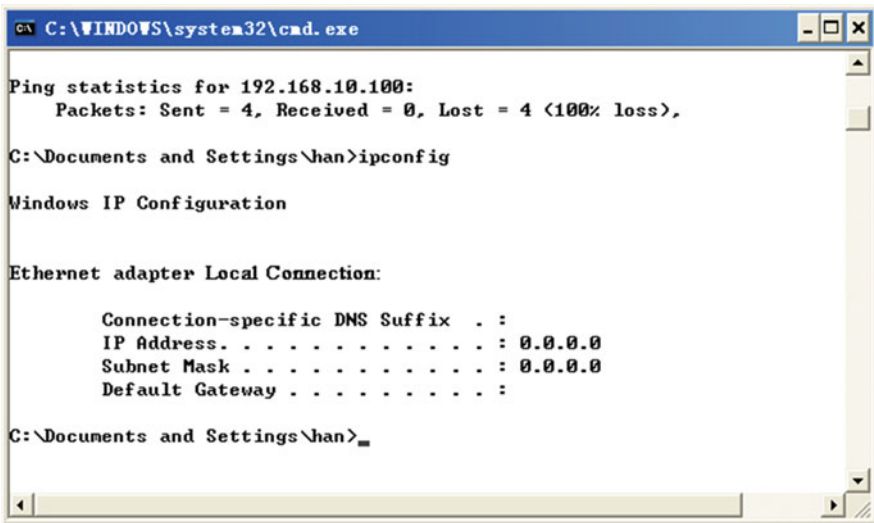 C:\WINDOWS\system32\cmd.exe
Ping statistics for 192.168.10.100:
Packets: Sent = 4, Received = 0, Lost = 4 (100% loss),
C:\Documents and Settings\han>ipconfig
Windows IP Configuration
Ethernet adapter Local Connection:
Connection-specific DNS Suffix . :
IP Address. . . . . . . . . . . . : 0.0.0.0
Subnet Mask . . . . . . . . . . . : 0.0.0.0
Default Gateway . . . . . . . . . :
C:\Documents and Settings\han>_